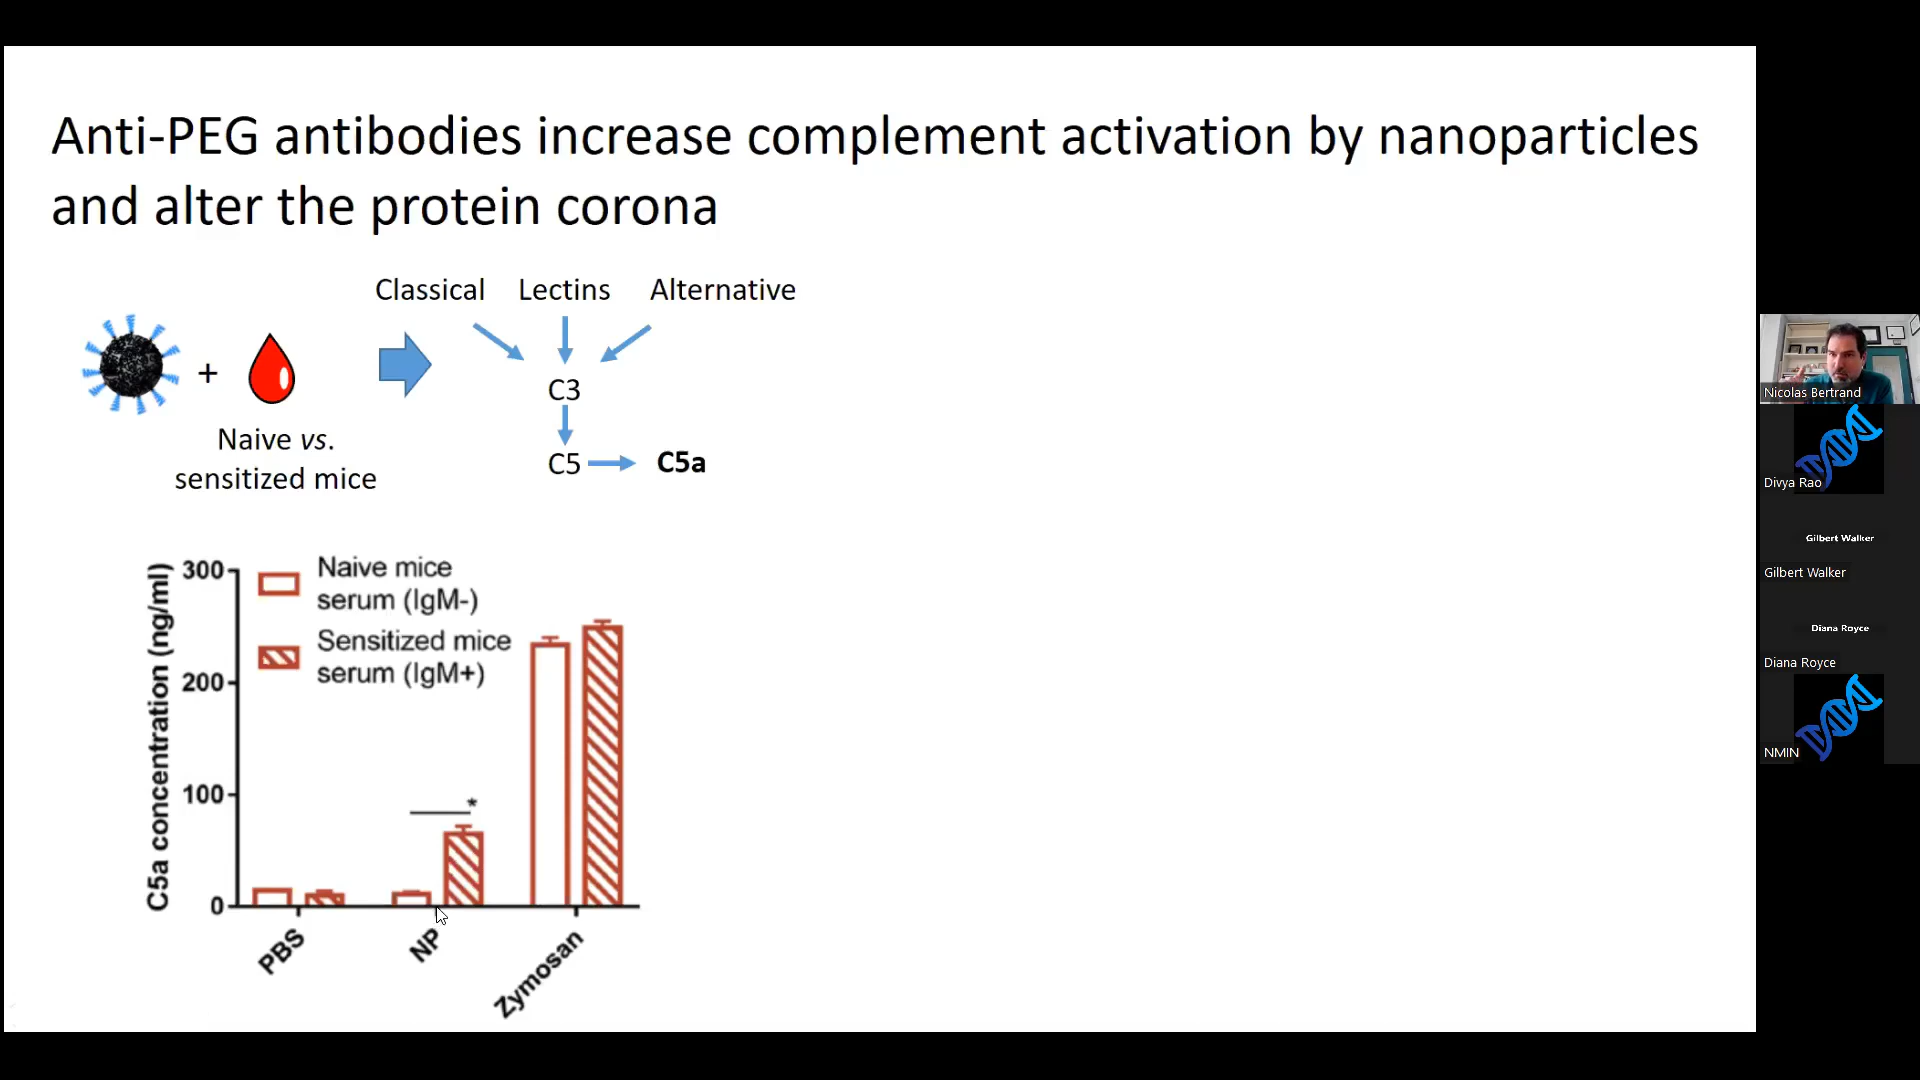 Anti-PEG antibodies increase complement activation by nanoparticles
and alter the protein corona
Classical Lectins Alternative
+
C3
Naive vs.
sensitized mice
C5
C5a
C5a concentration (ng/ml)
300
200
100
0
Naive mice
serum (IgM-)
Sensitized mice
serum (IgM+)
*
PBS
NP
Zymosan
Nicolas Bertrand
Divya Rao
Gilbert Walker
Gilbert Walker
Diana Royce
Diana Royce
NMIN